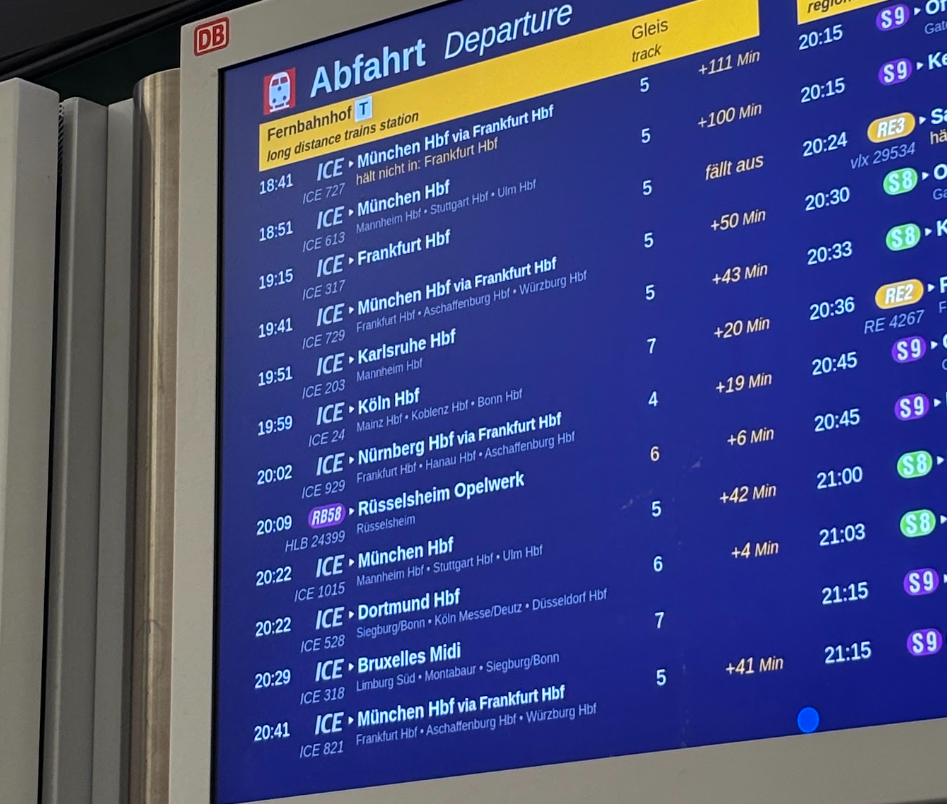 DB
Abfahrt Departure
Fernbahnhof T Gleis
long distance trains station track
18:41 ICE München Hbf via Frankfurt Hbf 5 +111 Min
ICE 727 hält nicht in: Frankfurt Hbf
18:51 ICE München Hbf 5 +100 Min
ICE 613 Mannheim Hbf • Stuttgart Hbf • Ulm Hbf
19:15 ICE Frankfurt Hbf 5 fällt aus
ICE 317
19:41 ICE München Hbf via Frankfurt Hbf 5 +50 Min
ICE 729 Frankfurt Hbf • Aschaffenburg Hbf • Würzburg Hbf
19:51 ICE Karlsruhe Hbf 5 +43 Min
ICE 203 Mannheim Hbf
19:59 ICE Köln Hbf 7 +20 Min
ICE 24 Mainz Hbf • Koblenz Hbf • Bonn Hbf
20:02 ICE Nürnberg Hbf via Frankfurt Hbf 4 +19 Min
ICE 929 Frankfurt Hbf • Hanau Hbf • Aschaffenburg Hbf
20:09 RB58 Rüsselsheim Opelwerk 6 +6 Min
HLB 24399 Rüsselsheim
20:22 ICE München Hbf 5 +42 Min
ICE 1015 Mannheim Hbf • Stuttgart Hbf • Ulm Hbf
20:22 ICE Dortmund Hbf 6 +4 Min
ICE 528 Siegburg/Bonn • Köln Messe/Deutz • Düsseldorf Hbf
20:29 ICE Bruxelles Midi 7
ICE 318 Limburg Süd • Montabaur • Siegburg/Bonn
20:41 ICE München Hbf via Frankfurt Hbf 5 +41 Min
ICE 821 Frankfurt Hbf • Aschaffenburg Hbf • Würzburg Hbf
20:15 S9
20:15 S9
20:24 RE3
vlx 29534
20:30 S8
20:33 S8
20:36 RE2
RE 4267
20:45 S9
20:45 S9
21:00 S8
21:03 S8
21:15 S9
21:15 S9